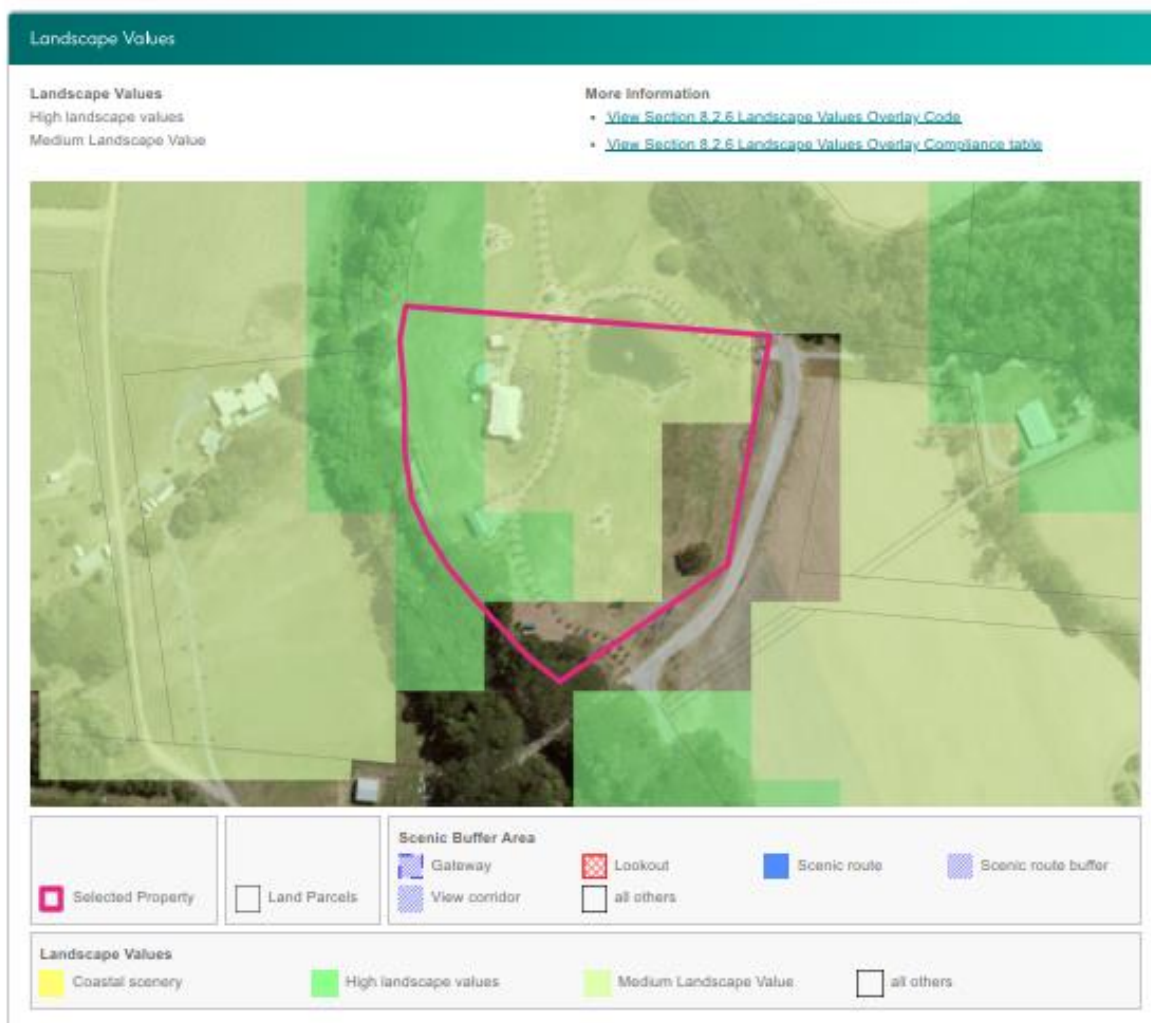 Landscape Values
Landscape Values
High landscape values
Medium Landscape Value
More Information
View Section 8.2.6 Landscape Values Overlay Code
View Section 8.2.6 Landscape Values Overlay Compliance table
Selected Property
Land Parcels
Scenic Buffer Area
Gateway
Lookout
Scenic route
Scenic route buffer
View corridor
all others
Landscape Values
Coastal scenery
High landscape values
Medium Landscape Value
all others